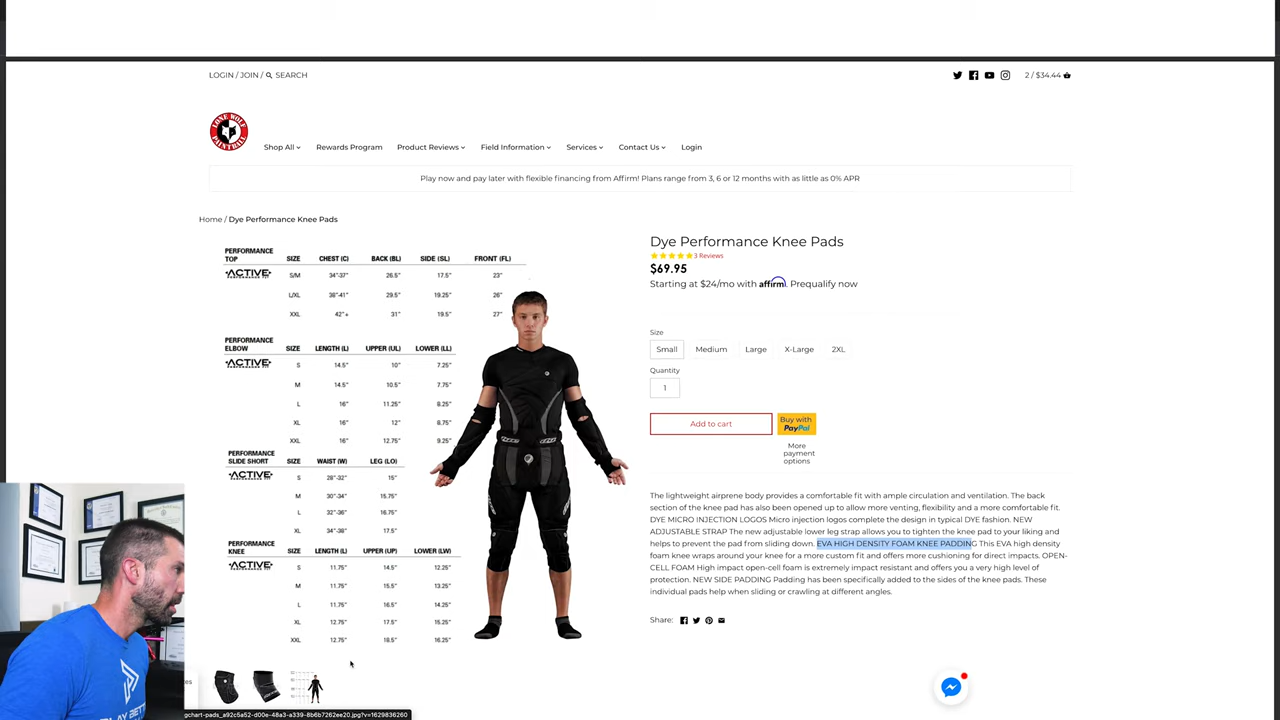 LOGIN / JOIN / SEARCH
2 / $34.44
LONE WOLF
PAINTBALL
Shop All
Rewards Program
Product Reviews
Field Information
Services
Contact Us
Login
Play now and pay later with flexible financing from Affirm! Plans range from 3, 6 or 12 months with as little as 0% APR
Home / Dye Performance Knee Pads
PERFORMANCE TOP SIZE CHEST (C) BACK (BL) SIDE (SL) FRONT (FL)
ACTIVE S/M 34"-37" 26.5" 17.5" 23"
L/XL 38"-41" 29.5" 19.25" 26"
XXL 42"+ 31" 19.5" 27"
PERFORMANCE ELBOW SIZE LENGTH (L) UPPER (UL) LOWER (LL)
ACTIVE S 14.5" 10" 7.25"
M 14.5" 10.5" 7.75"
L 16" 11.25" 8.25"
XL 16" 12" 8.75"
XXL 16" 12.75" 9.25"
PERFORMANCE SLIDE SHORT SIZE WAIST (W) LEG (LO)
ACTIVE S 28"-32" 15"
M 30"-34" 15.75"
L 32"-36" 16.75"
XL 34"-38" 17.5"
PERFORMANCE KNEE SIZE LENGTH (L) UPPER (UP) LOWER (LW)
ACTIVE S 11.75" 14.5" 12.25"
M 11.75" 15.5" 13.25"
L 11.75" 16.5" 14.25"
XL 12.75" 17.5" 15.25"
XXL 12.75" 18.5" 16.25"
Dye Performance Knee Pads
3 Reviews
$69.95
Starting at $24/mo with affirm. Prequalify now
Size
Small Medium Large X-Large 2XL
Quantity
1
Add to cart
Buy with
PayPal
More
payment
options
The lightweight airprene body provides a comfortable fit with ample circulation and ventilation. The back
section of the knee pad has also been opened up to allow more venting, flexibility and a more comfortable fit.
DYE MICRO INJECTION LOGOS Micro injection logos complete the design in typical DYE fashion. NEW
ADJUSTABLE STRAP The new adjustable lower leg strap allows you to tighten the knee pad to your liking and
helps to prevent the pad from sliding down. EVA HIGH DENSITY FOAM KNEE PADDING This EVA high density
foam knee wraps around your knee for a more custom fit and offers more cushioning for direct impacts. OPEN-
CELL FOAM High impact open-cell foam is extremely impact resistant and offers you a very high level of
protection. NEW SIDE PADDING Padding has been specifically added to the sides of the knee pads. These
individual pads help when sliding or crawling at different angles.
Share: